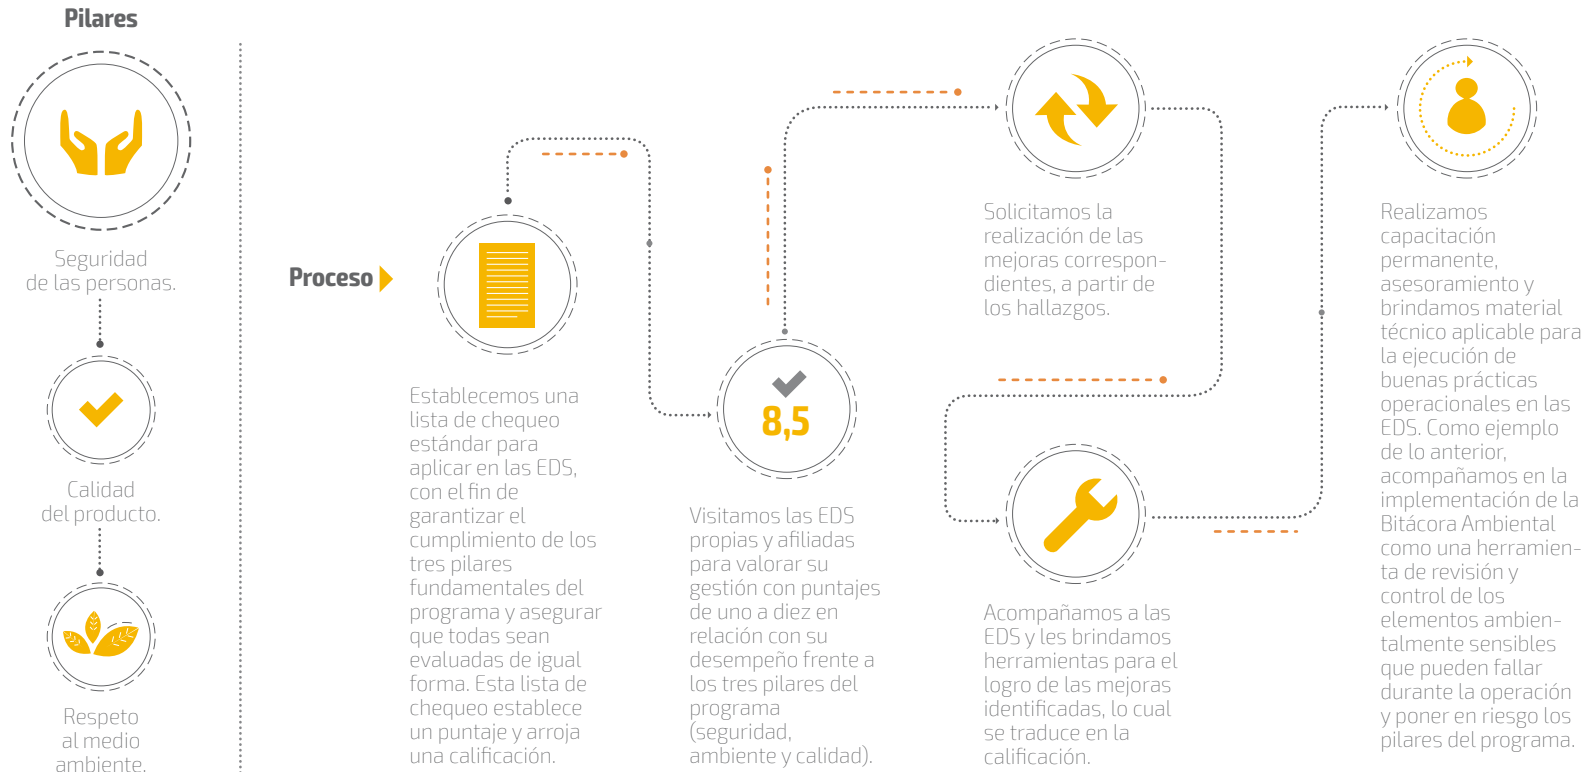 Pilares
Seguridad
de las personas.
Calidad
del producto.
Respeto
al medio
ambiente.
Proceso
Establecemos una
lista de chequeo
estándar para
aplicar en las EDS,
con el fin de
garantizar el
cumplimiento de los
tres pilares
fundamentales del
programa y asegurar
que todas sean
evaluadas de igual
forma. Esta lista de
chequeo establece
un puntaje y arroja
una calificación.
8,5
Visitamos las EDS
propias y afiliadas
para valorar su
gestión con puntajes
de uno a diez en
relación con su
desempeño frente a
los tres pilares del
programa
(seguridad,
ambiente y calidad).
Solicitamos la
realización de las
mejoras correspon-
dientes, a partir de
los hallazgos.
Acompañamos a las
EDS y les brindamos
herramientas para el
logro de las mejoras
identificadas, lo cual
se traduce en la
calificación.
Realizamos
capacitación
permanente,
asesoramiento y
brindamos material
técnico aplicable para
la ejecución de
buenas prácticas
operacionales en las
EDS. Como ejemplo
de lo anterior,
acompañamos en la
implementación de la
Bitácora Ambiental
como una herramien-
ta de revisión y
control de los
elementos ambien-
talmente sensibles
que pueden fallar
durante la operación
y poner en riesgo los
pilares del programa.